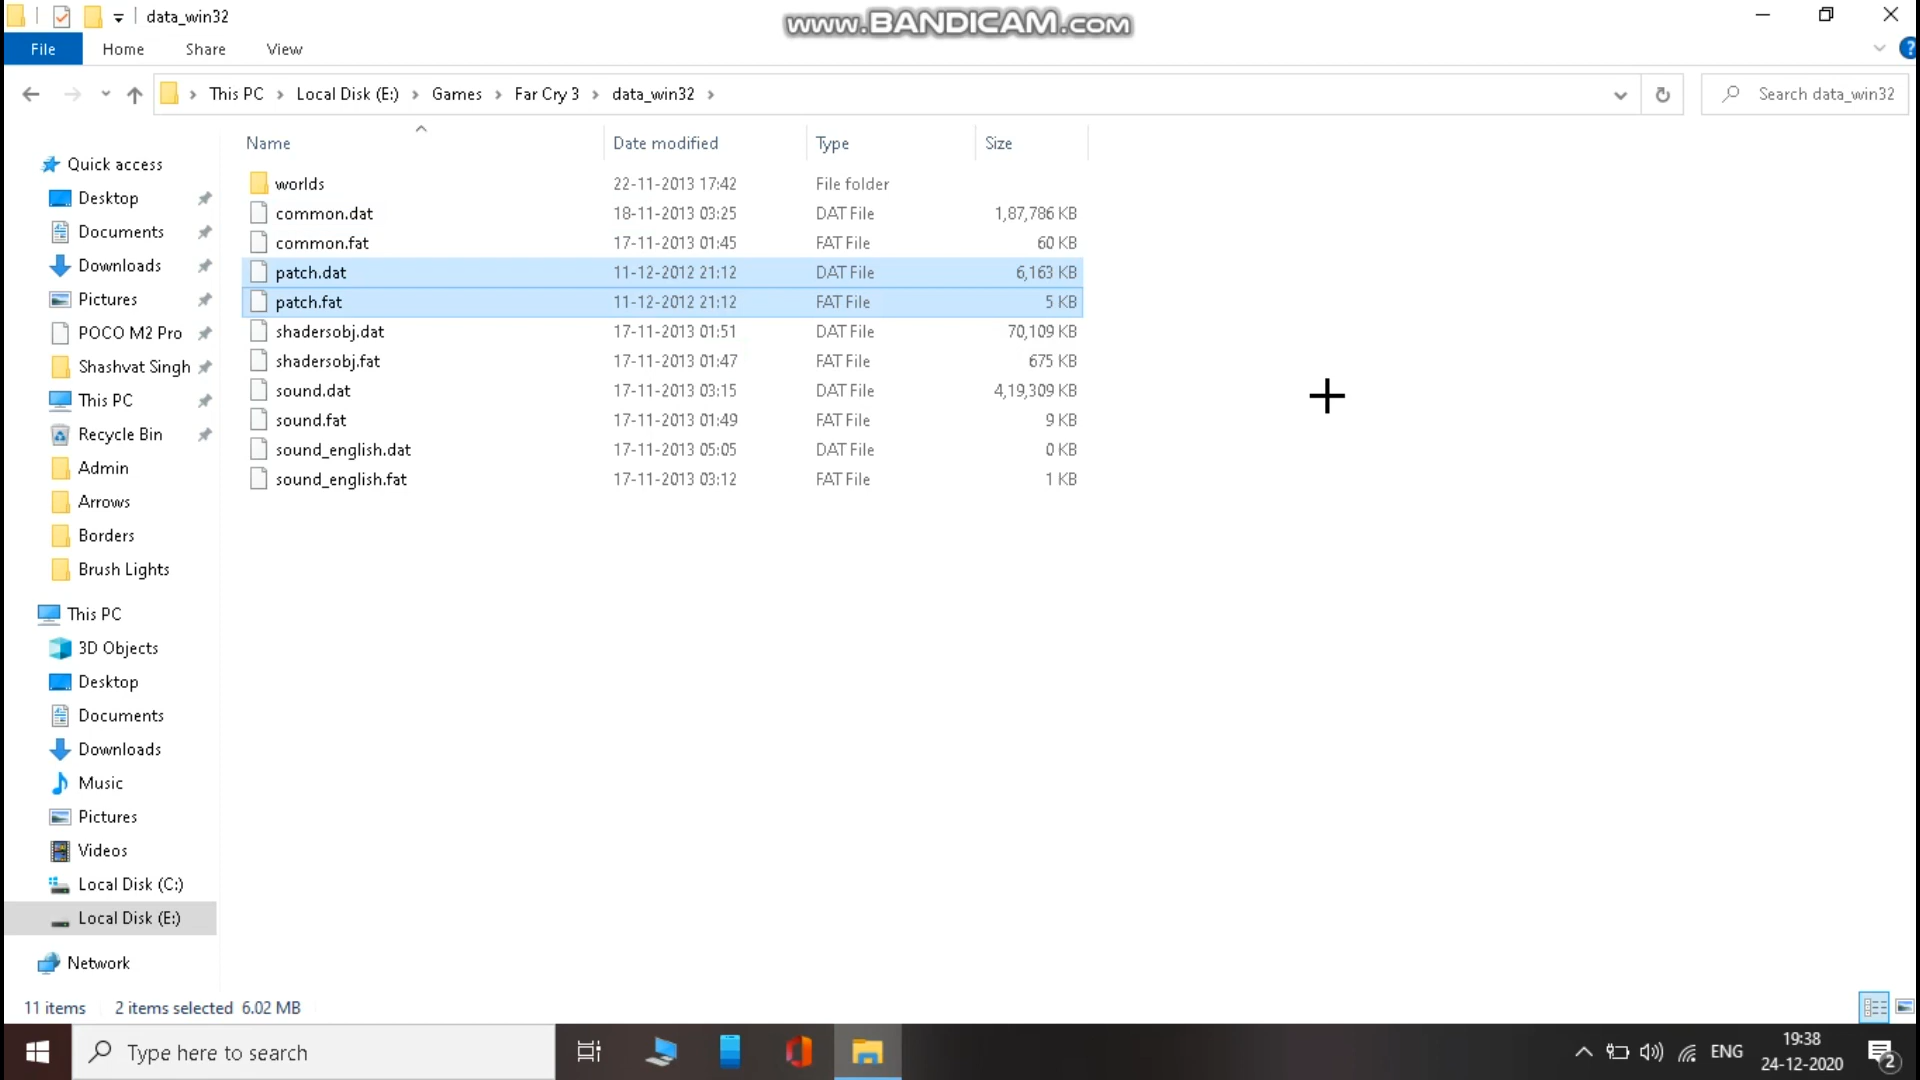 data_win32
www.BANDICAM.com
File Home Share View
This PC > Local Disk (E:) > Games > Far Cry 3 > data_win32 >
Search data_win32
Name Date modified Type Size
worlds 22-11-2013 17:42 File folder
common.dat 18-11-2013 03:25 DAT File 1,87,786 KB
common.fat 17-11-2013 01:45 FAT File 60 KB
patch.dat 11-12-2012 21:12 DAT File 6,163 KB
patch.fat 11-12-2012 21:12 FAT File 5 KB
shadersobj.dat 17-11-2013 01:51 DAT File 70,109 KB
shadersobj.fat 17-11-2013 01:47 FAT File 675 KB
sound.dat 17-11-2013 03:15 DAT File 4,19,309 KB
sound.fat 17-11-2013 01:49 FAT File 9 KB
sound_english.dat 17-11-2013 05:05 DAT File 0 KB
sound_english.fat 17-11-2013 03:12 FAT File 1 KB
Quick access
Desktop
Documents
Downloads
Pictures
POCO M2 Pro
Shashvat Singh
This PC
Recycle Bin
Admin
Arrows
Borders
Brush Lights
This PC
3D Objects
Desktop
Documents
Downloads
Music
Pictures
Videos
Local Disk (C:)
Local Disk (E:)
Network
11 items 2 items selected 6.02 MB
Type here to search
ENG
19:38
24-12-2020
2